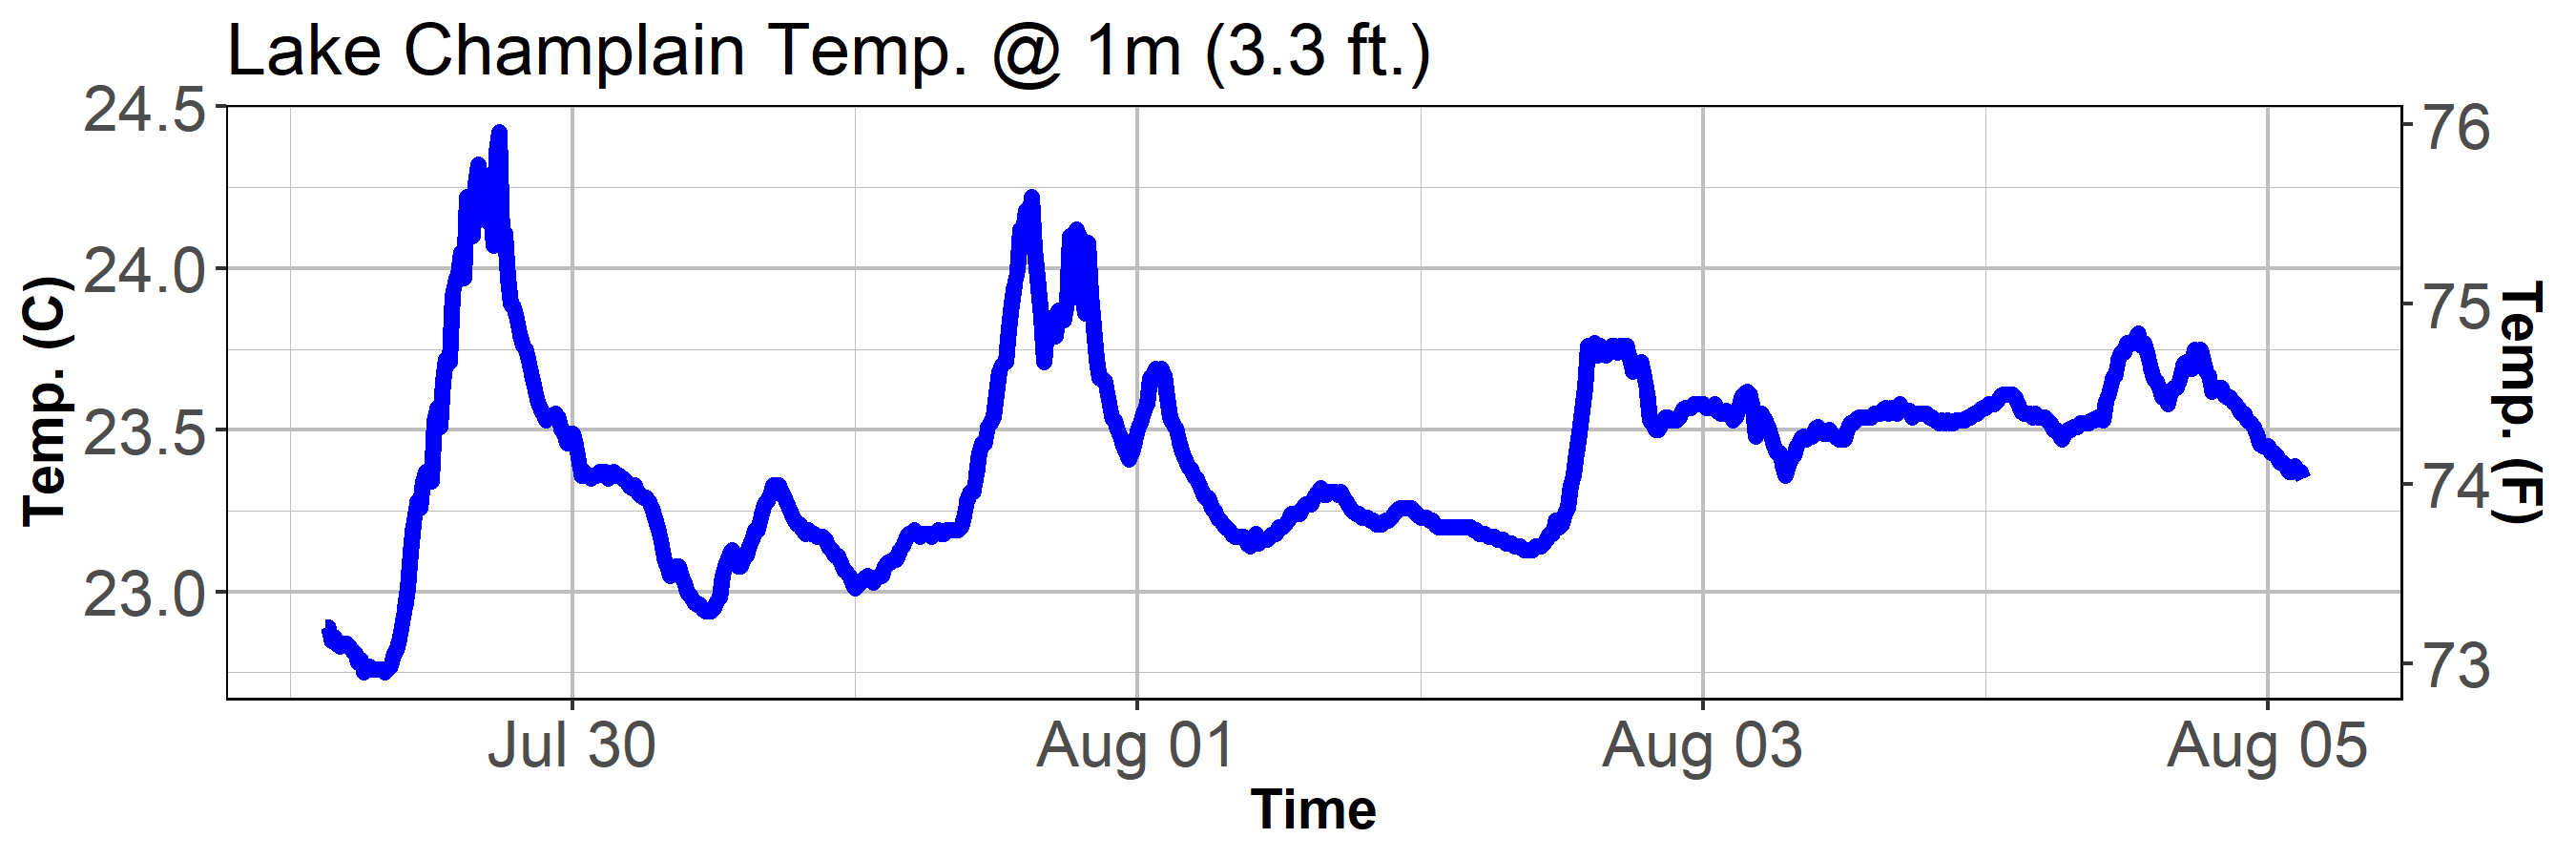 Lake Champlain Temp. @ 1m (3.3 ft.)
Temp. (C)
24.5
24.0
23.5
23.0
76
75
74
73
Temp. (F)
Jul 30
Aug 01
Aug 03
Aug 05
Time